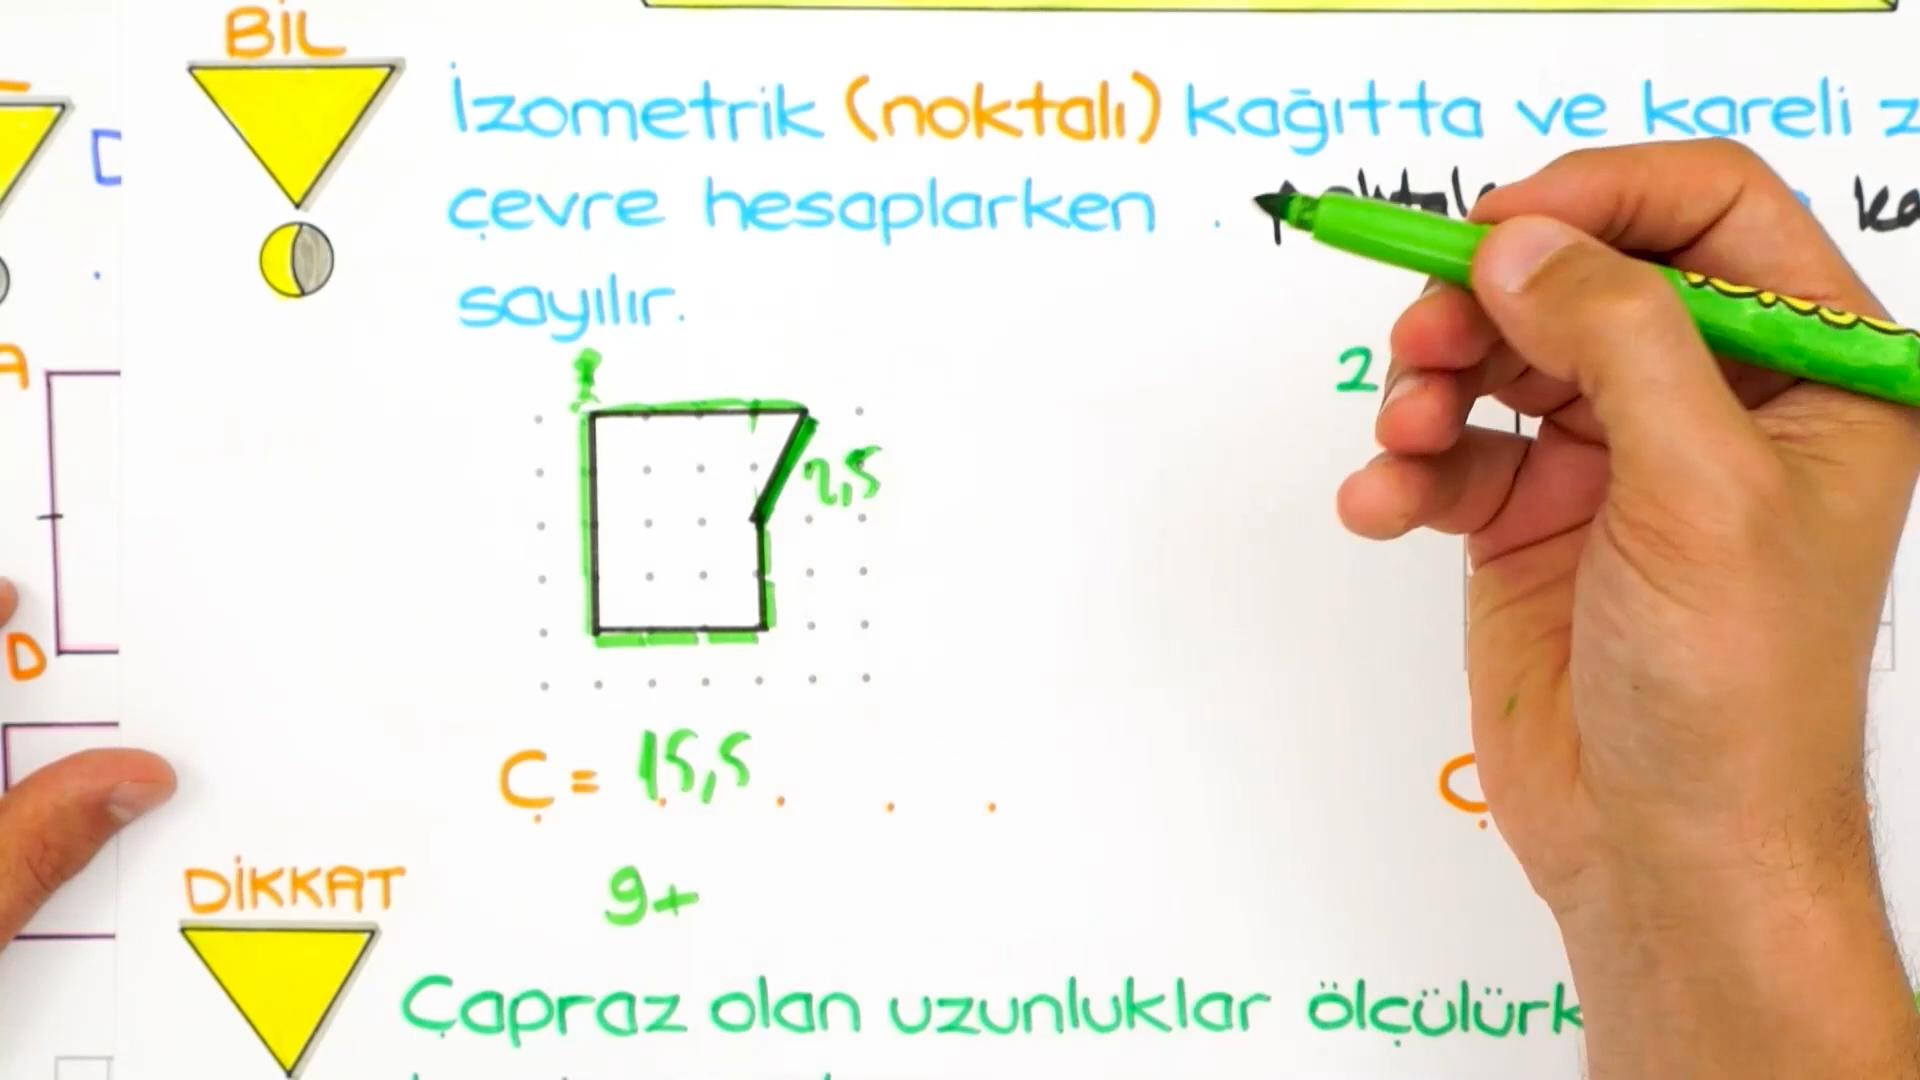 BİL
İzometrik (noktalı) kağıtta ve kareli z
çevre hesaplarken
sayılır.
2
2,5
A
D
Ç = 15,5
Ç
9+
DİKKAT
Çapraz olan uzunluklar ölçülürk